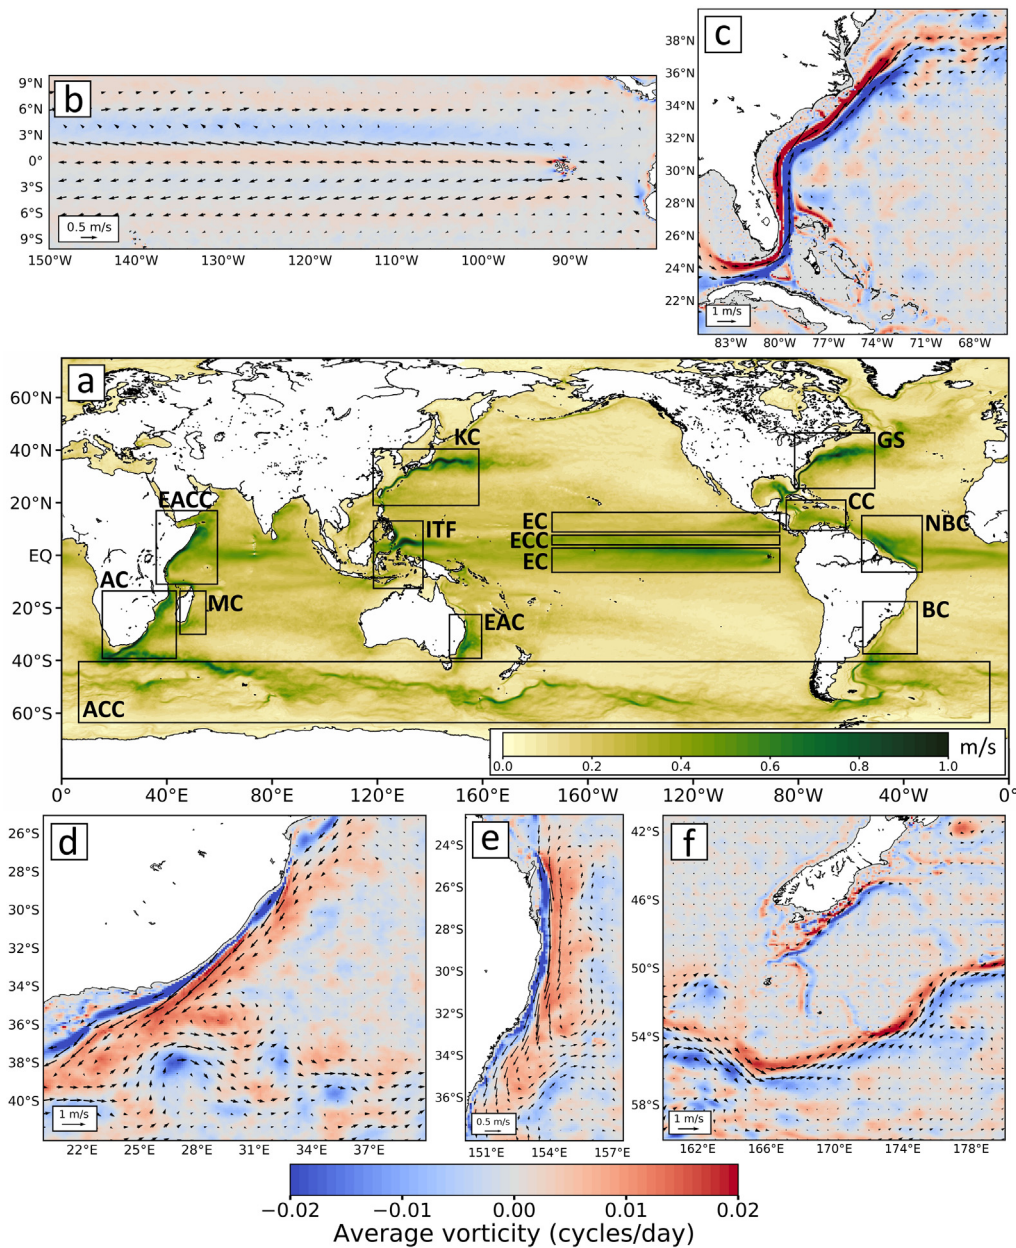 b
9°N
6°N
3°N
0°
3°S
6°S
9°S
0.5 m/s
150°W 140°W 130°W 120°W 110°W 100°W 90°W
c
38°N
36°N
34°N
32°N
30°N
28°N
26°N
24°N
22°N
1 m/s
83°W 80°W 77°W 74°W 71°W 68°W
a
60°N
40°N
20°N
EQ
20°S
40°S
60°S
KC
GS
EACC
CC
ITF
EC
NBC
ECC
EC
AC
MC
EAC
BC
ACC
0.0 0.2 0.4 0.6 0.8 1.0
m/s
0° 40°E 80°E 120°E 160°E 160°W 120°W 80°W 40°W 0°
d
26°S
28°S
30°S
32°S
34°S
36°S
38°S
40°S
1 m/s
22°E 25°E 28°E 31°E 34°E 37°E
e
24°S
26°S
28°S
30°S
32°S
34°S
36°S
0.5 m/s
151°E 154°E 157°E
f
42°S
46°S
50°S
54°S
58°S
1 m/s
162°E 166°E 170°E 174°E 178°E
−0.02 −0.01 0.00 0.01 0.02
Average vorticity (cycles/day)